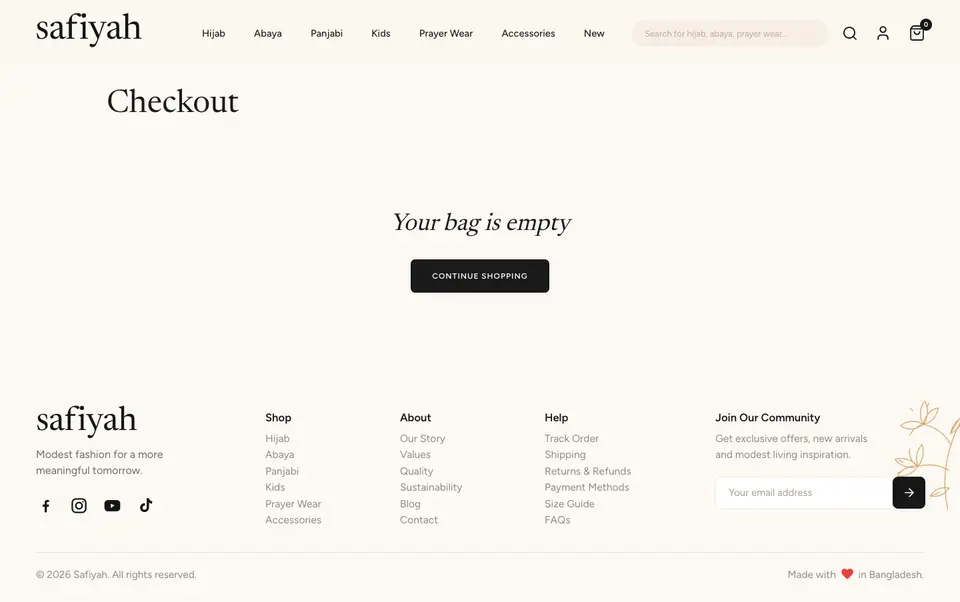 safiyah
Hijab Abaya Panjabi Kids Prayer Wear Accessories New
Search for hijab, abaya, prayer wear...
0
Checkout
Your bag is empty
CONTINUE SHOPPING
safiyah
Modest fashion for a more
meaningful tomorrow.
Shop
Hijab
Abaya
Panjabi
Kids
Prayer Wear
Accessories
About
Our Story
Values
Quality
Sustainability
Blog
Contact
Help
Track Order
Shipping
Returns & Refunds
Payment Methods
Size Guide
FAQs
Join Our Community
Get exclusive offers, new arrivals
and modest living inspiration.
Your email address
© 2026 Safiyah. All rights reserved.
Made with ❤️ in Bangladesh.